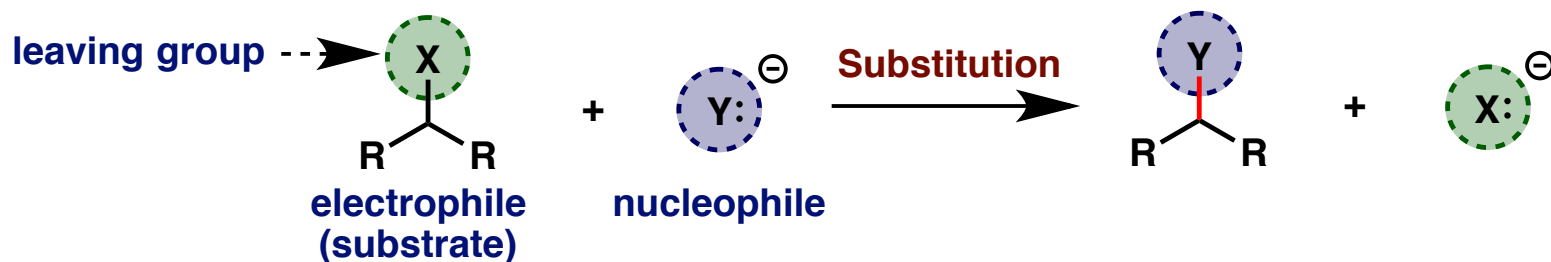 leaving group
X
R R
electrophile
(substrate)
+
Y:
⊖
nucleophile
Substitution
Y
R R
+
X:
⊖